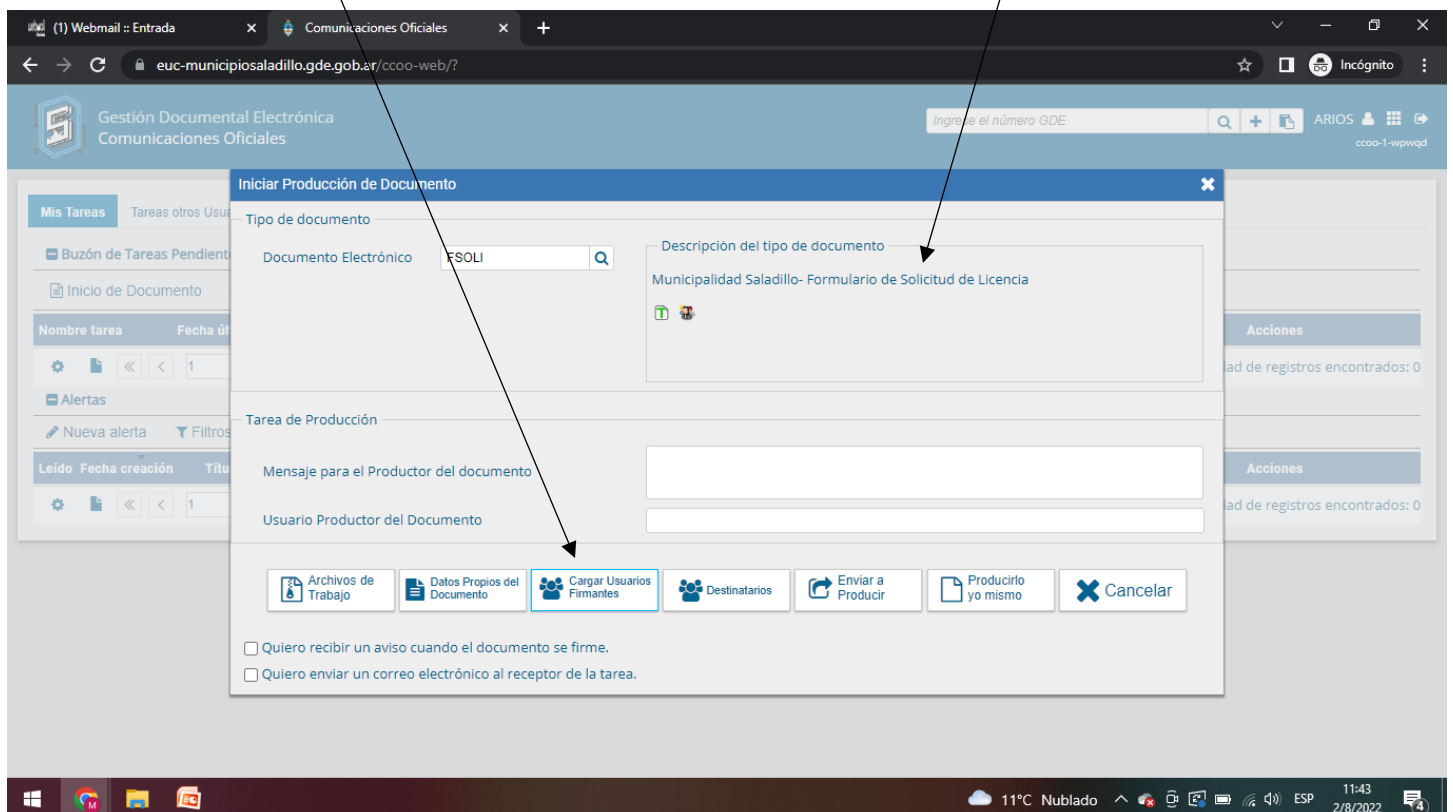 (1) Webmail :: Entrada
Comunicaciones Oficiales
euc-municipiosaladillo.gde.gob.ar/ccoo-web/?
Incógnito
Gestión Documental Electrónica
Comunicaciones Oficiales
Ingrese el número GDE
ARIOS
ccoo-1-wpwqd
Iniciar Producción de Documento
Mis Tareas
Tareas otros Usua
Tipo de documento
Buzón de Tareas Pendient
Documento Electrónico
FSOLI
Descripción del tipo de documento
Municipalidad Saladillo- Formulario de Solicitud de Licencia
Inicio de Documento
Nombre tarea
Fecha úl
Acciones
1
dad de registros encontrados: 0
Alertas
Tarea de Producción
Nueva alerta
Filtros
Mensaje para el Productor del documento
Leído Fecha creación
Títu
Acciones
1
dad de registros encontrados: 0
Usuario Productor del Documento
Archivos de Trabajo
Datos Propios del Documento
Cargar Usuarios Firmantes
Destinatarios
Enviar a Producir
Producirlo yo mismo
Cancelar
Quiero recibir un aviso cuando el documento se firme.
Quiero enviar un correo electrónico al receptor de la tarea.
11°C Nublado
ESP
11:43
2/8/2022
4